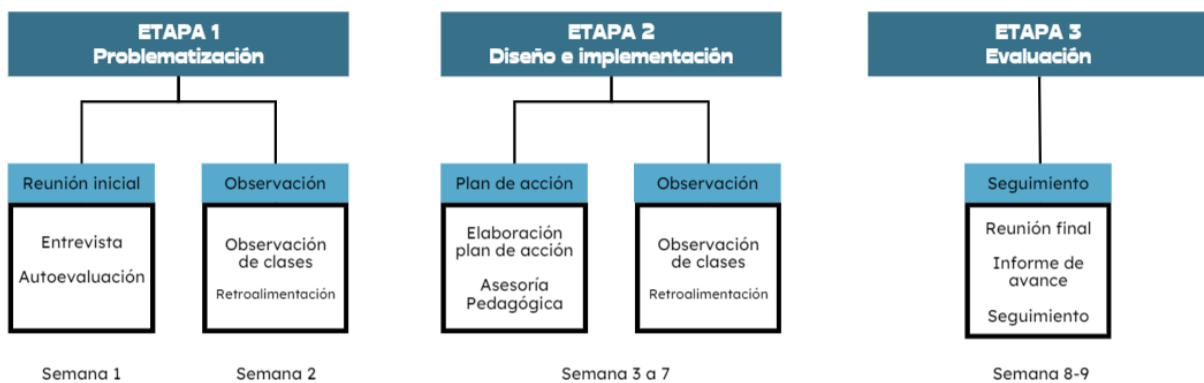 ETAPA 1
Problematización
ETAPA 2
Diseño e implementación
ETAPA 3
Evaluación
Reunión inicial
Observación
Plan de acción
Observación
Seguimiento
Entrevista
Autoevaluación
Observación
de clases
Retroalimentación
Elaboración
plan de acción
Asesoría
Pedagógica
Observación
de clases
Retroalimentación
Reunión final
Informe de
avance
Seguimiento
Semana 1
Semana 2
Semana 3 a 7
Semana 8-9